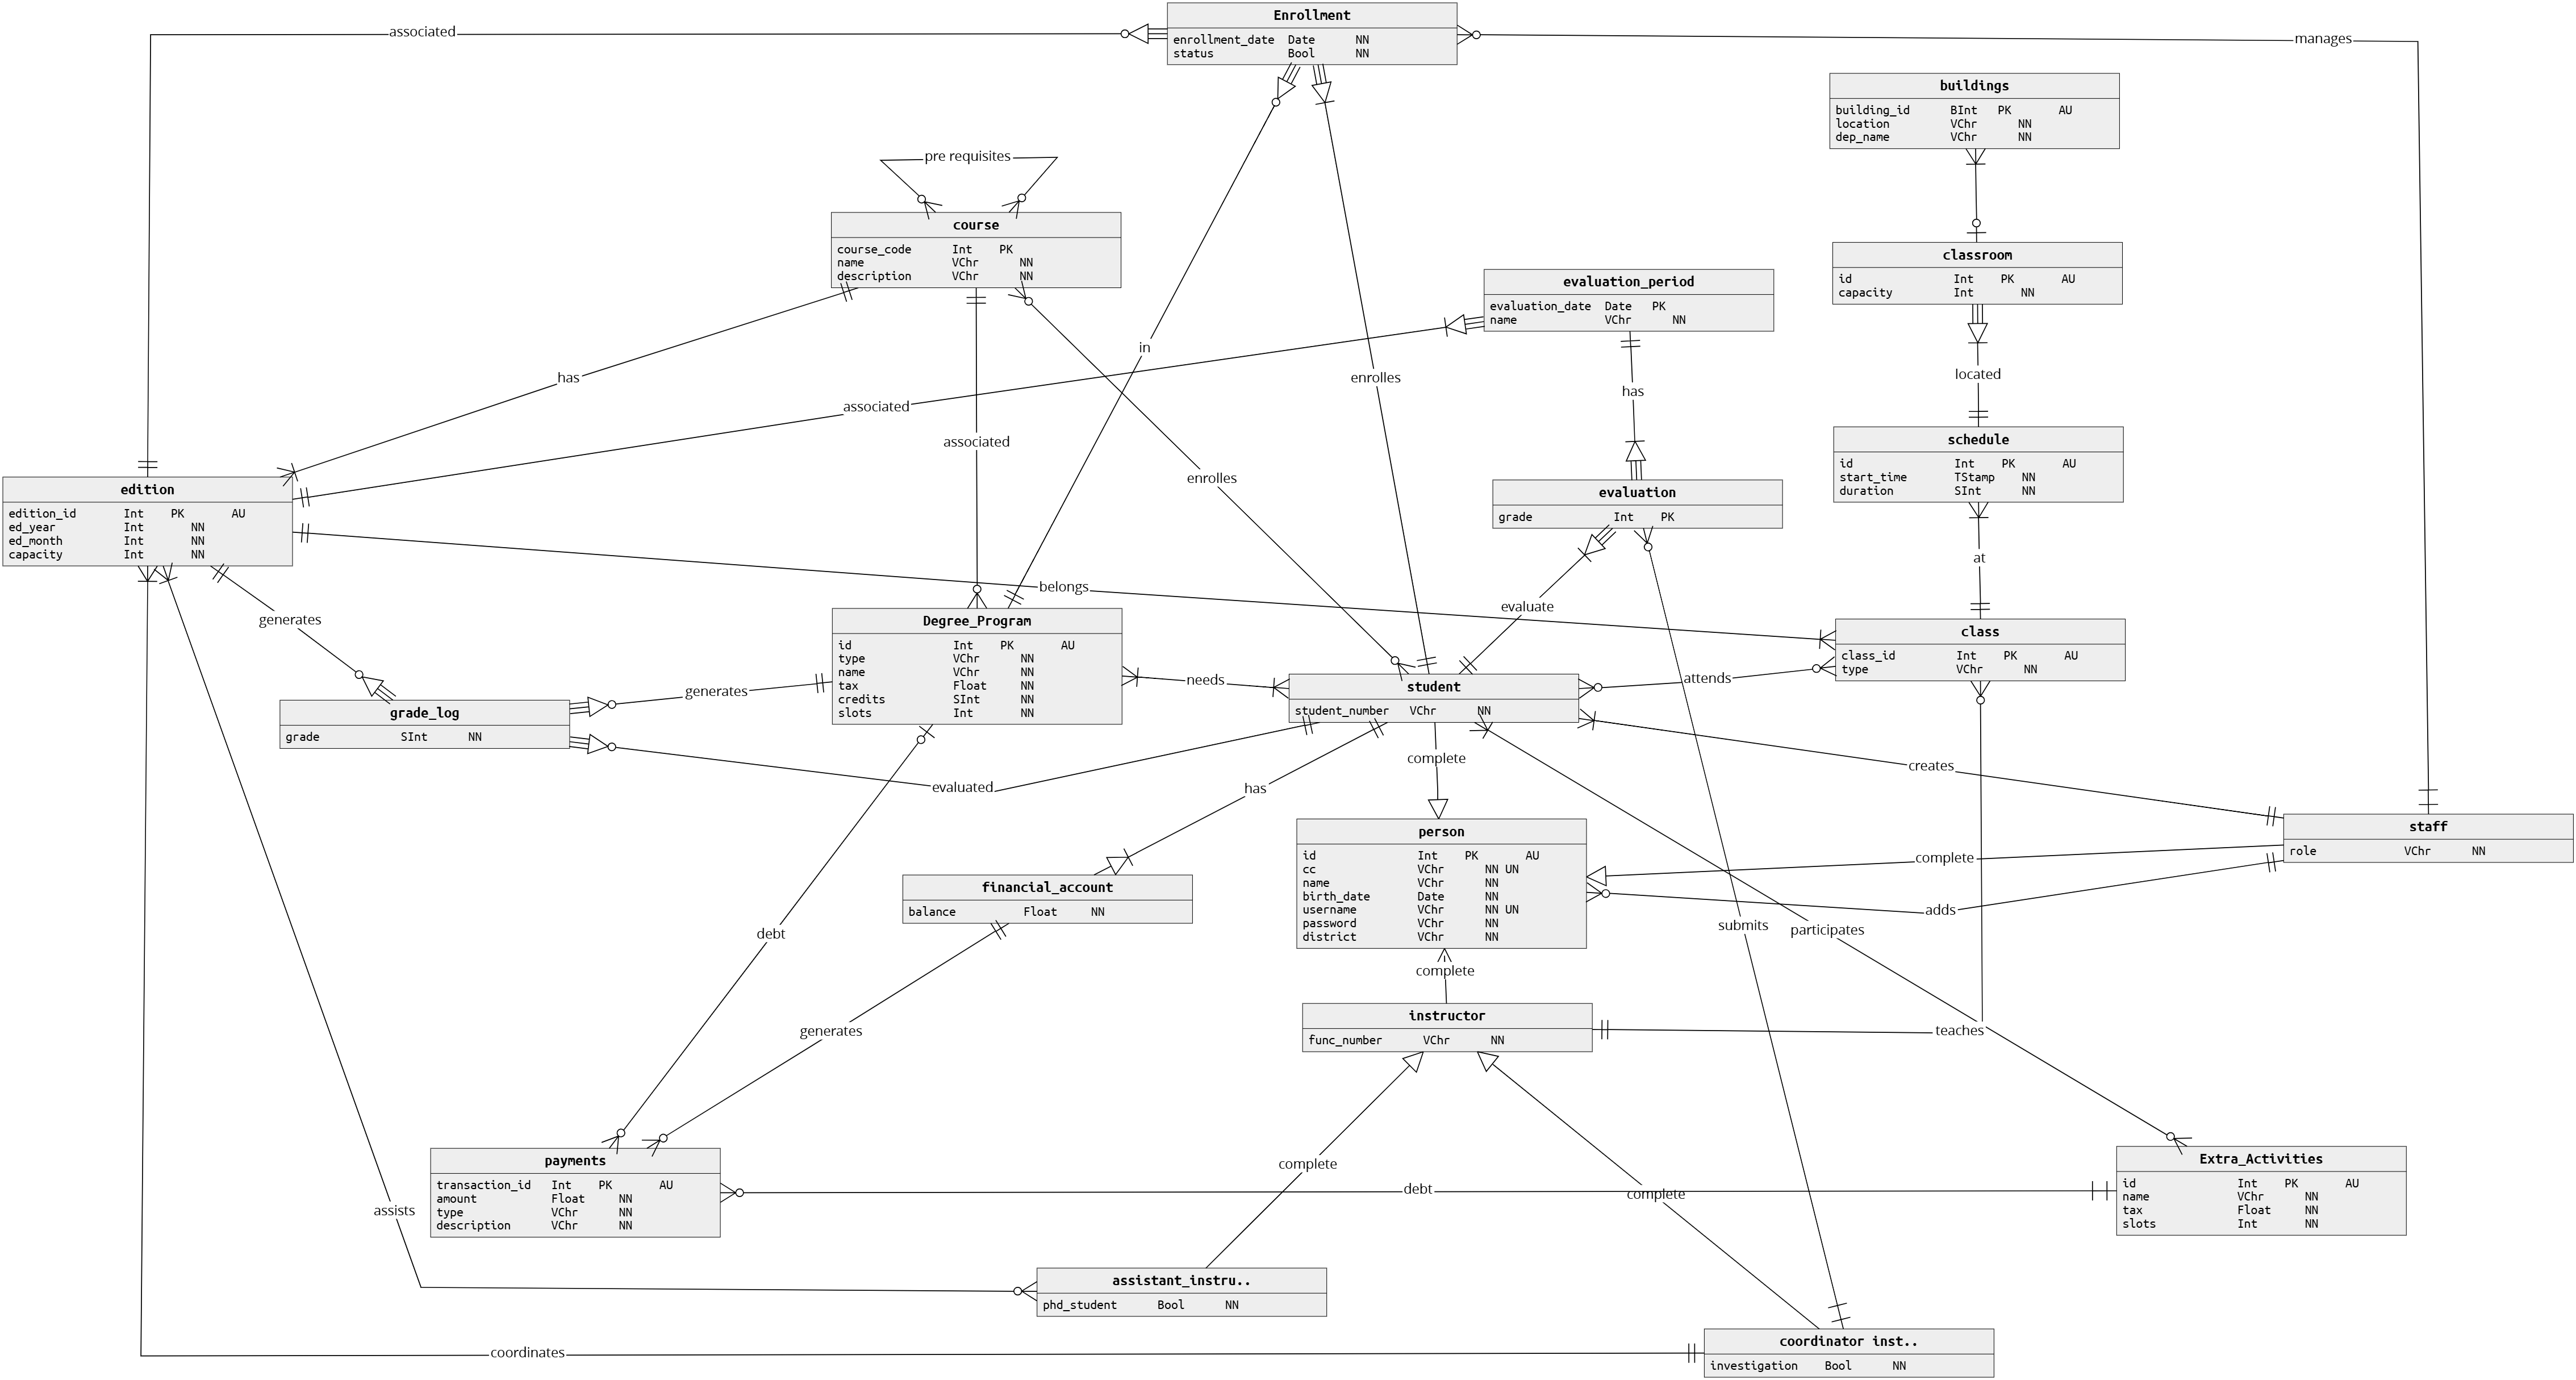 Enrollment
enrollment_date Date NN
status Bool NN
associated
manages
buildings
building_id BInt PK AU
location VChr NN
dep_name VChr NN
pre requisites
course
course_code Int PK
name VChr NN
description VChr NN
classroom
id Int PK AU
capacity Int NN
evaluation_period
evaluation_date Date PK
name VChr NN
in
has
enrolles
has
located
associated
associated
schedule
id Int PK AU
start_time TStamp NN
duration SInt NN
enrolles
edition
edition_id Int PK AU
ed_year Int NN
ed_month Int NN
capacity Int NN
evaluation
grade Int PK
at
belongs
evaluate
generates
Degree_Program
id Int PK AU
type VChr NN
name VChr NN
tax Float NN
credits SInt NN
slots Int NN
class
class_id Int PK AU
type VChr NN
needs
attends
generates
student
student_number VChr NN
grade_log
grade SInt NN
complete
creates
evaluated
has
person
id Int PK AU
cc VChr NN UN
name VChr NN
birth_date Date NN
username VChr NN UN
password VChr NN
district VChr NN
staff
role VChr NN
complete
adds
financial_account
balance Float NN
submits
participates
debt
complete
instructor
func_number VChr NN
generates
teaches
complete
payments
transaction_id Int PK AU
amount Float NN
type VChr NN
description VChr NN
debt
complete
Extra_Activities
id Int PK AU
name VChr NN
tax Float NN
slots Int NN
assists
assistant_instru..
phd_student Bool NN
coordinates
coordinator inst..
investigation Bool NN